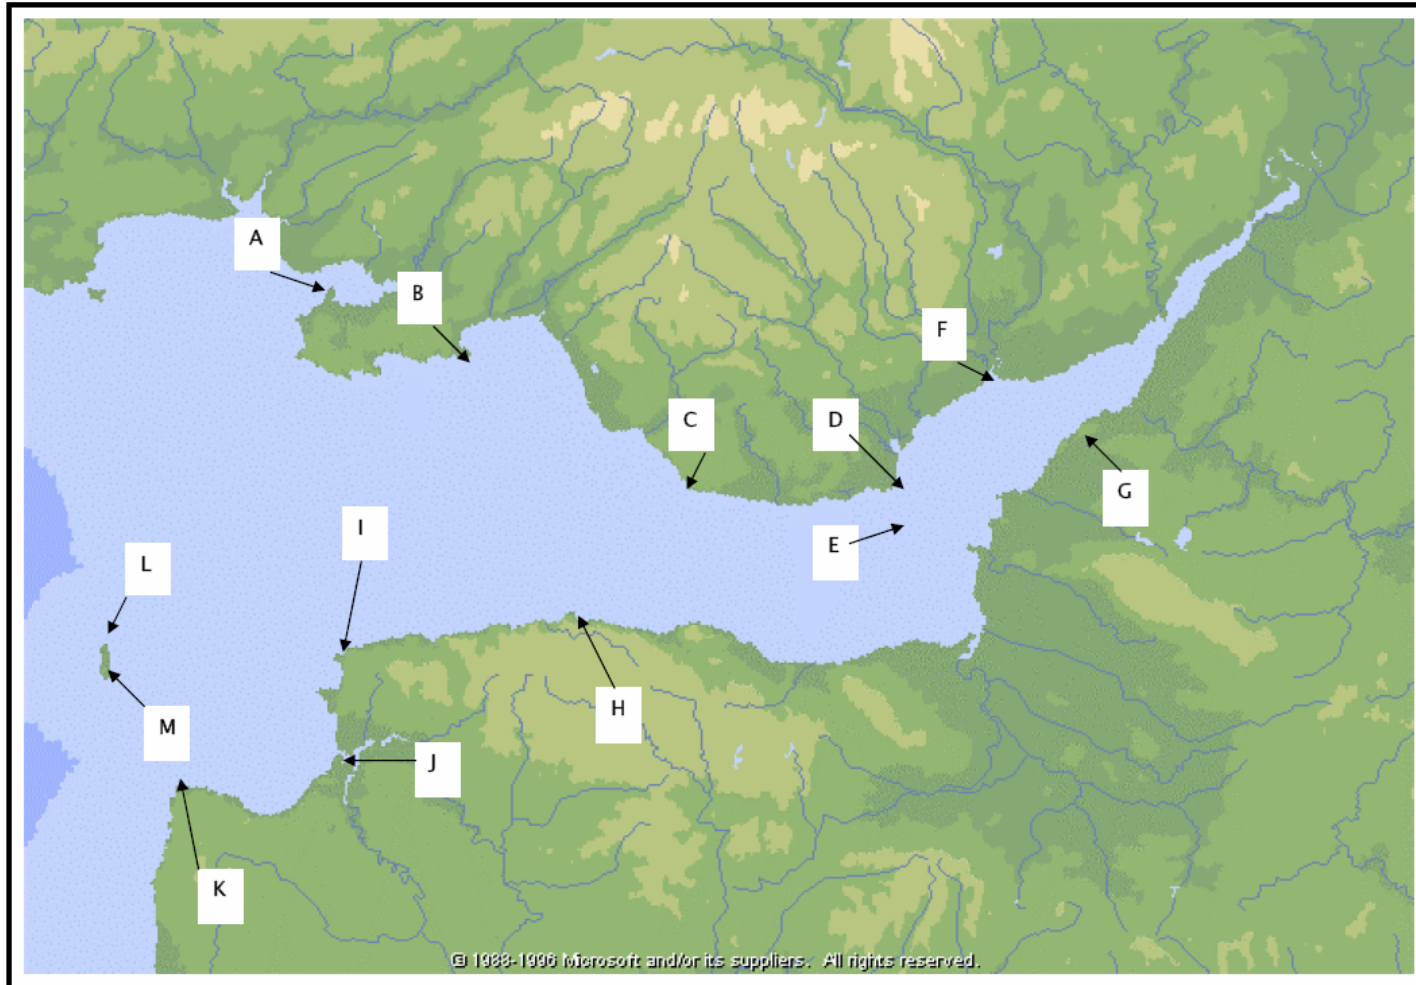 A
B
F
C
D
G
I
E
L
H
M
J
K
© 1988-1996 Microsoft and/or its suppliers. All rights reserved.